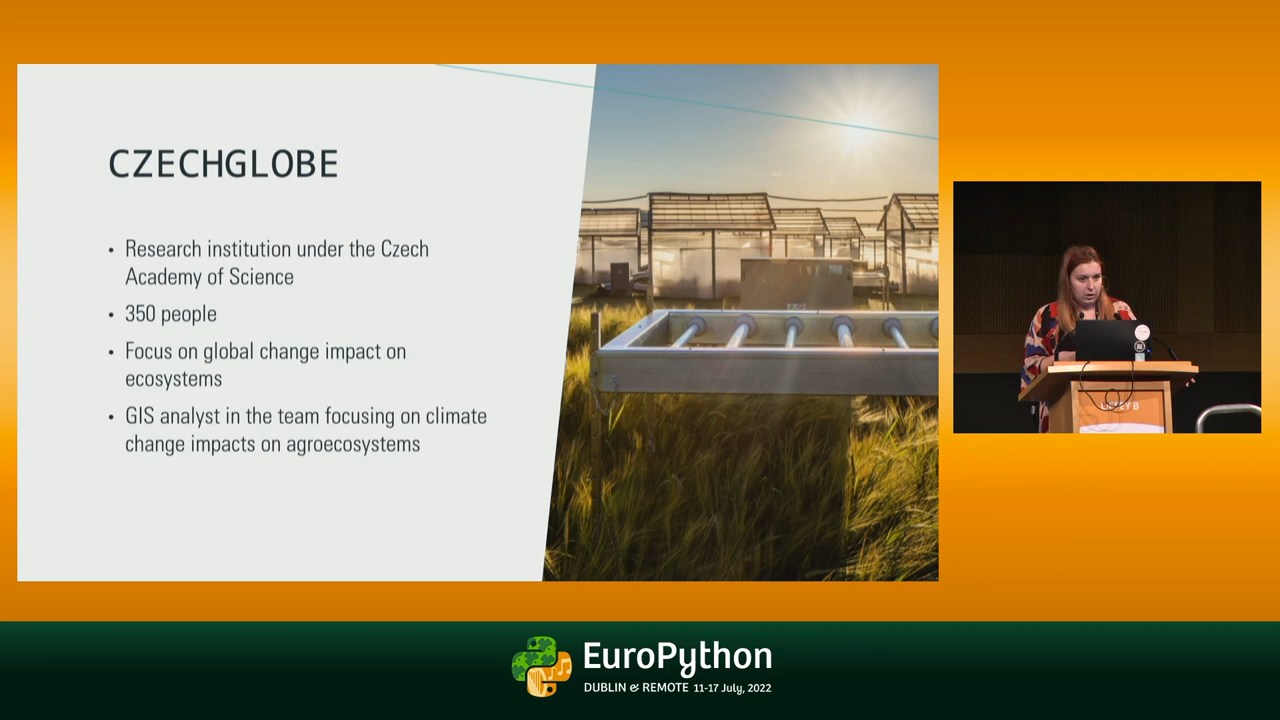 CZECHGLOBE
• Research institution under the Czech
Academy of Science
• 350 people
• Focus on global change impact on
ecosystems
• GIS analyst in the team focusing on climate
change impacts on agroecosystems
EuroPython
DUBLIN & REMOTE 11-17 July, 2022